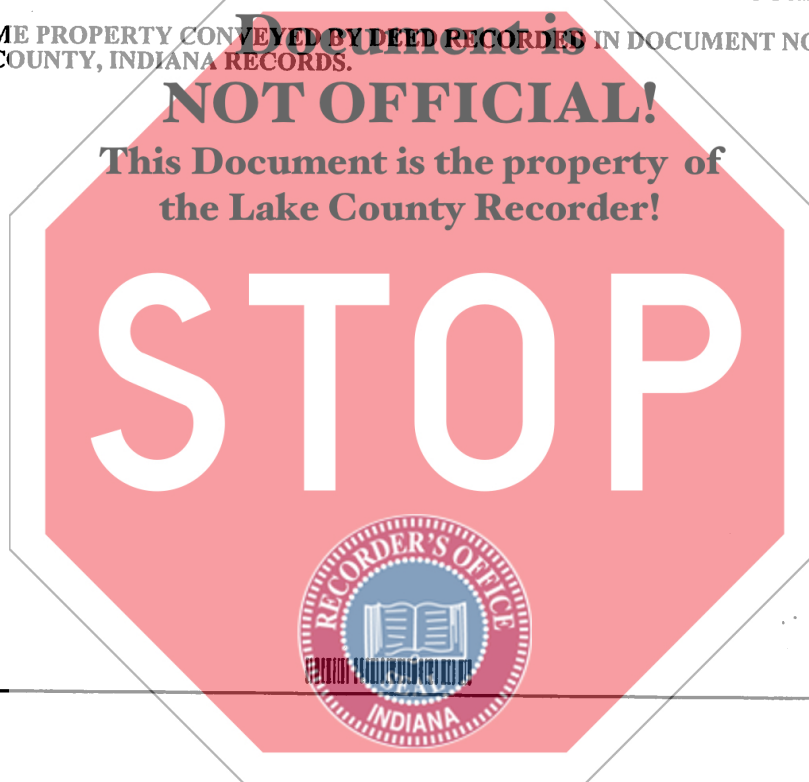 Document is
ME PROPERTY CONVEYED BY DEED RECORDED IN DOCUMENT NO
COUNTY, INDIANA RECORDS.
NOT OFFICIAL!
This Document is the property of
the Lake County Recorder!
STOP
RECORDER'S OFFICE
SEAL
INDIANA